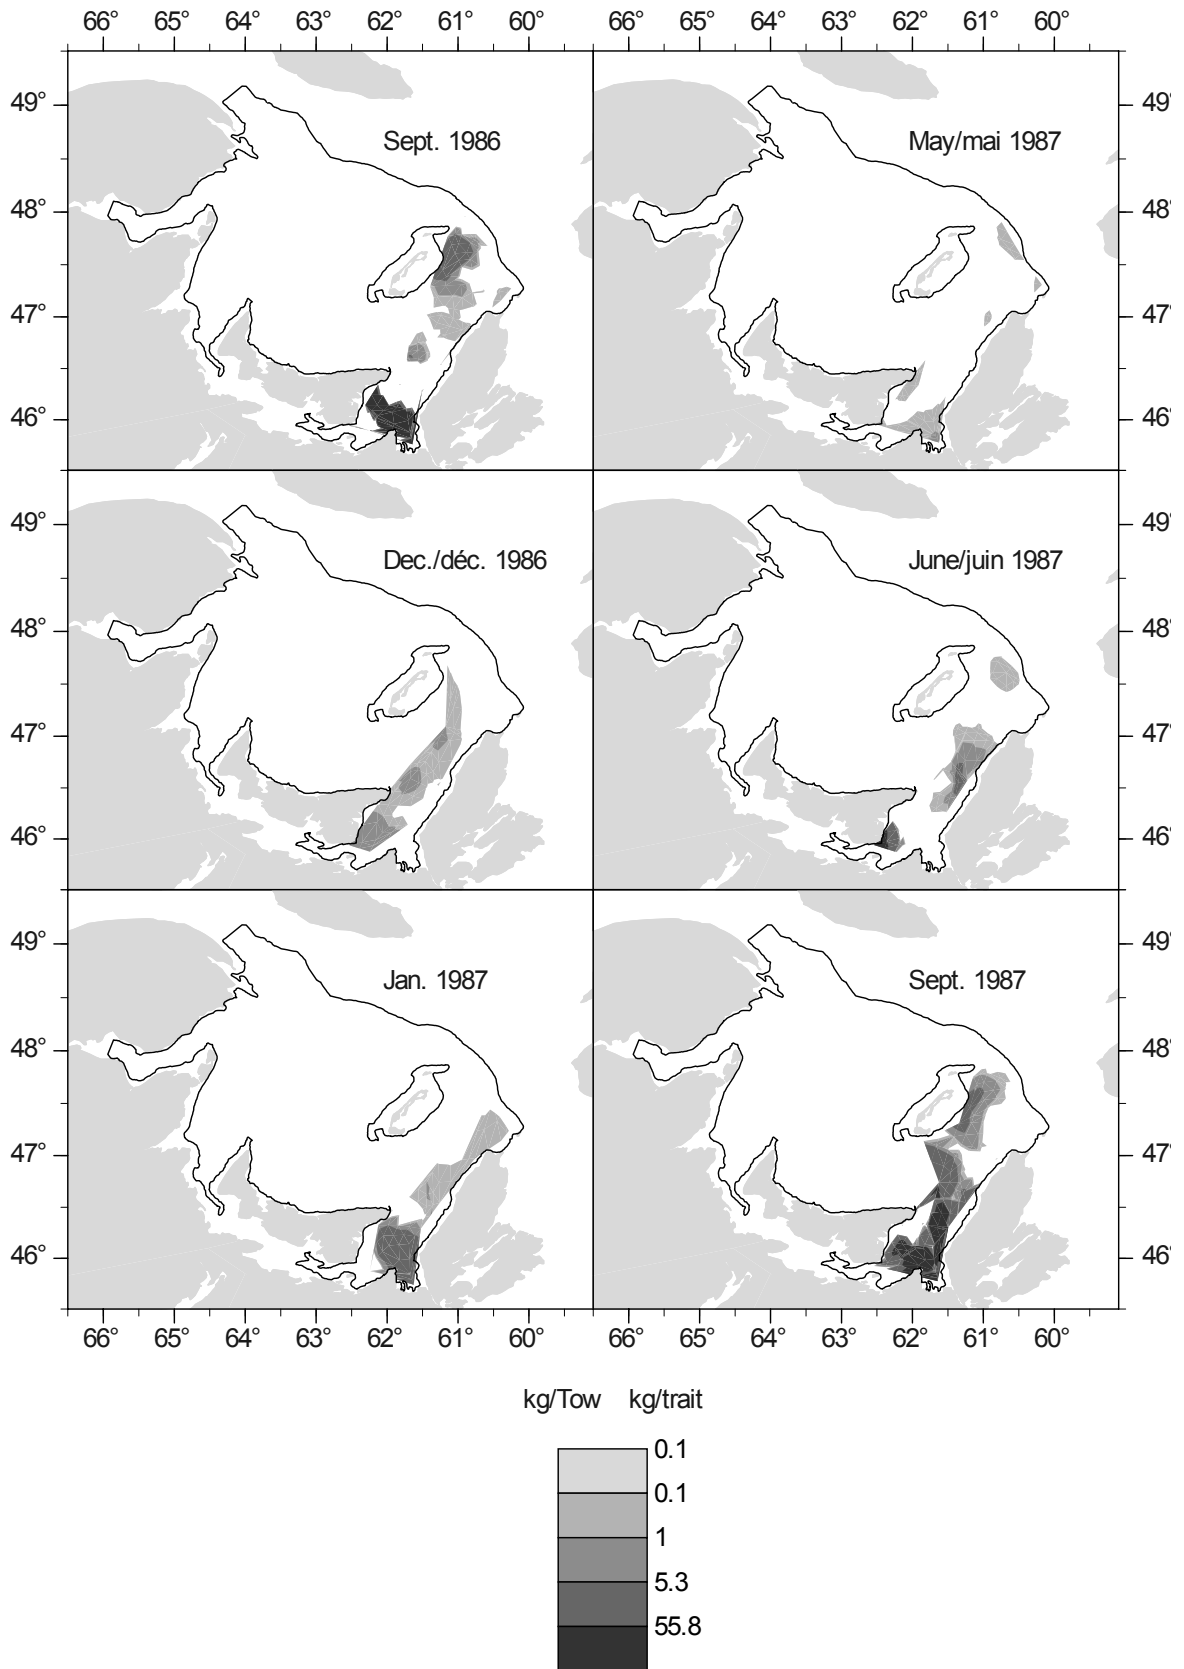 66° 65° 64° 63° 62° 61° 60° 66° 65° 64° 63° 62° 61° 60°
49° Sept. 1986 May/mai 1987 49°
48° 48°
47° 47°
46° 46°
49° Dec./déc. 1986 June/juin 1987 49°
48° 48°
47° 47°
46° 46°
49° Jan. 1987 Sept. 1987 49°
48° 48°
47° 47°
46° 46°
66° 65° 64° 63° 62° 61° 60° 66° 65° 64° 63° 62° 61° 60°
kg/Tow kg/trait
0.1
0.1
1
5.3
55.8